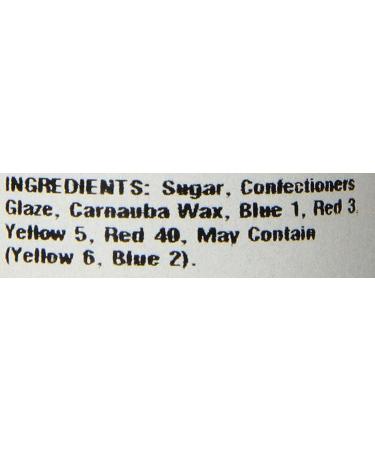 INGREDIENTS: Sugar, Confectioners
Glaze, Carnauba Wax, Blue 1, Red 3,
Yellow 5, Red 40, May Contain
(Yellow 6, Blue 2).